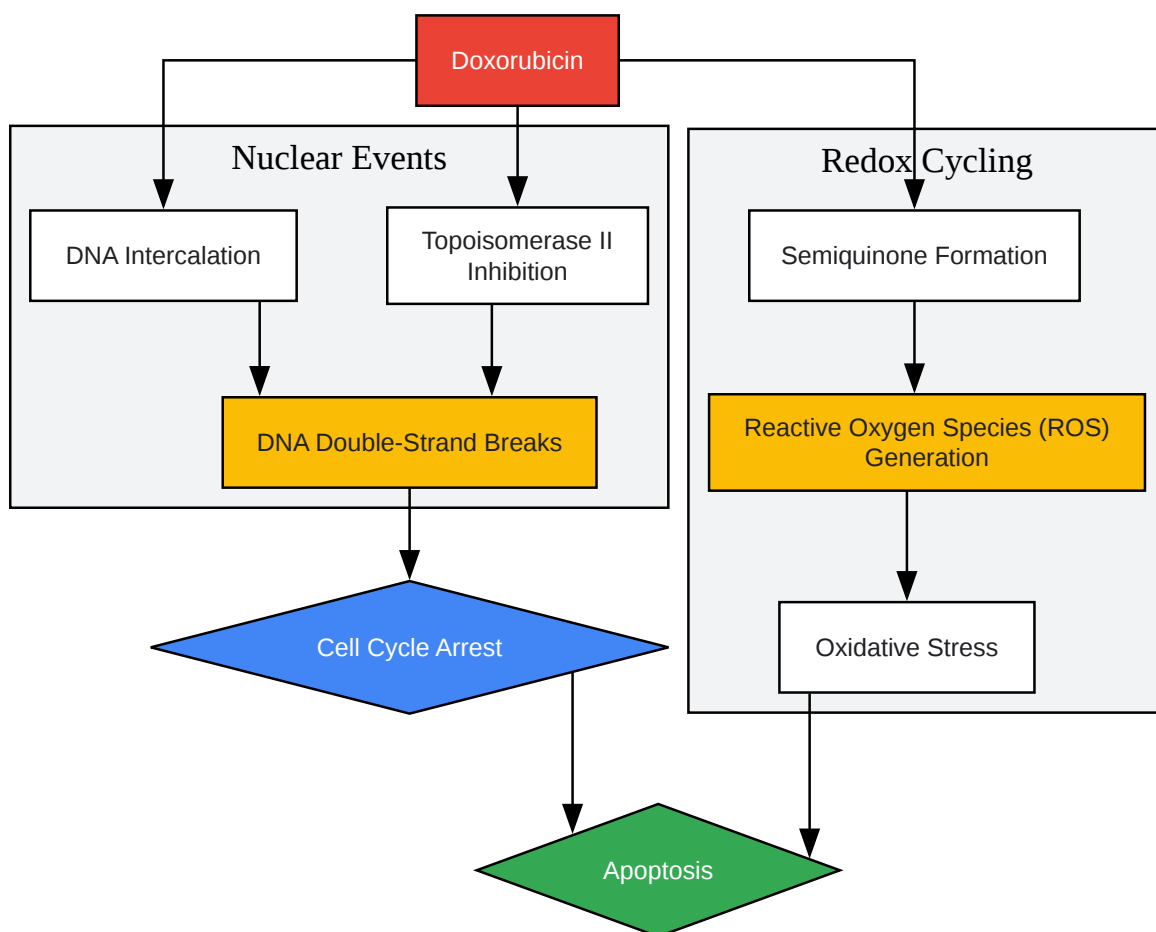 Doxorubicin
Nuclear Events
Redox Cycling
DNA Intercalation
Topoisomerase II
Inhibition
Semiquinone Formation
DNA Double-Strand Breaks
Reactive Oxygen Species (ROS)
Generation
Cell Cycle Arrest
Oxidative Stress
Apoptosis